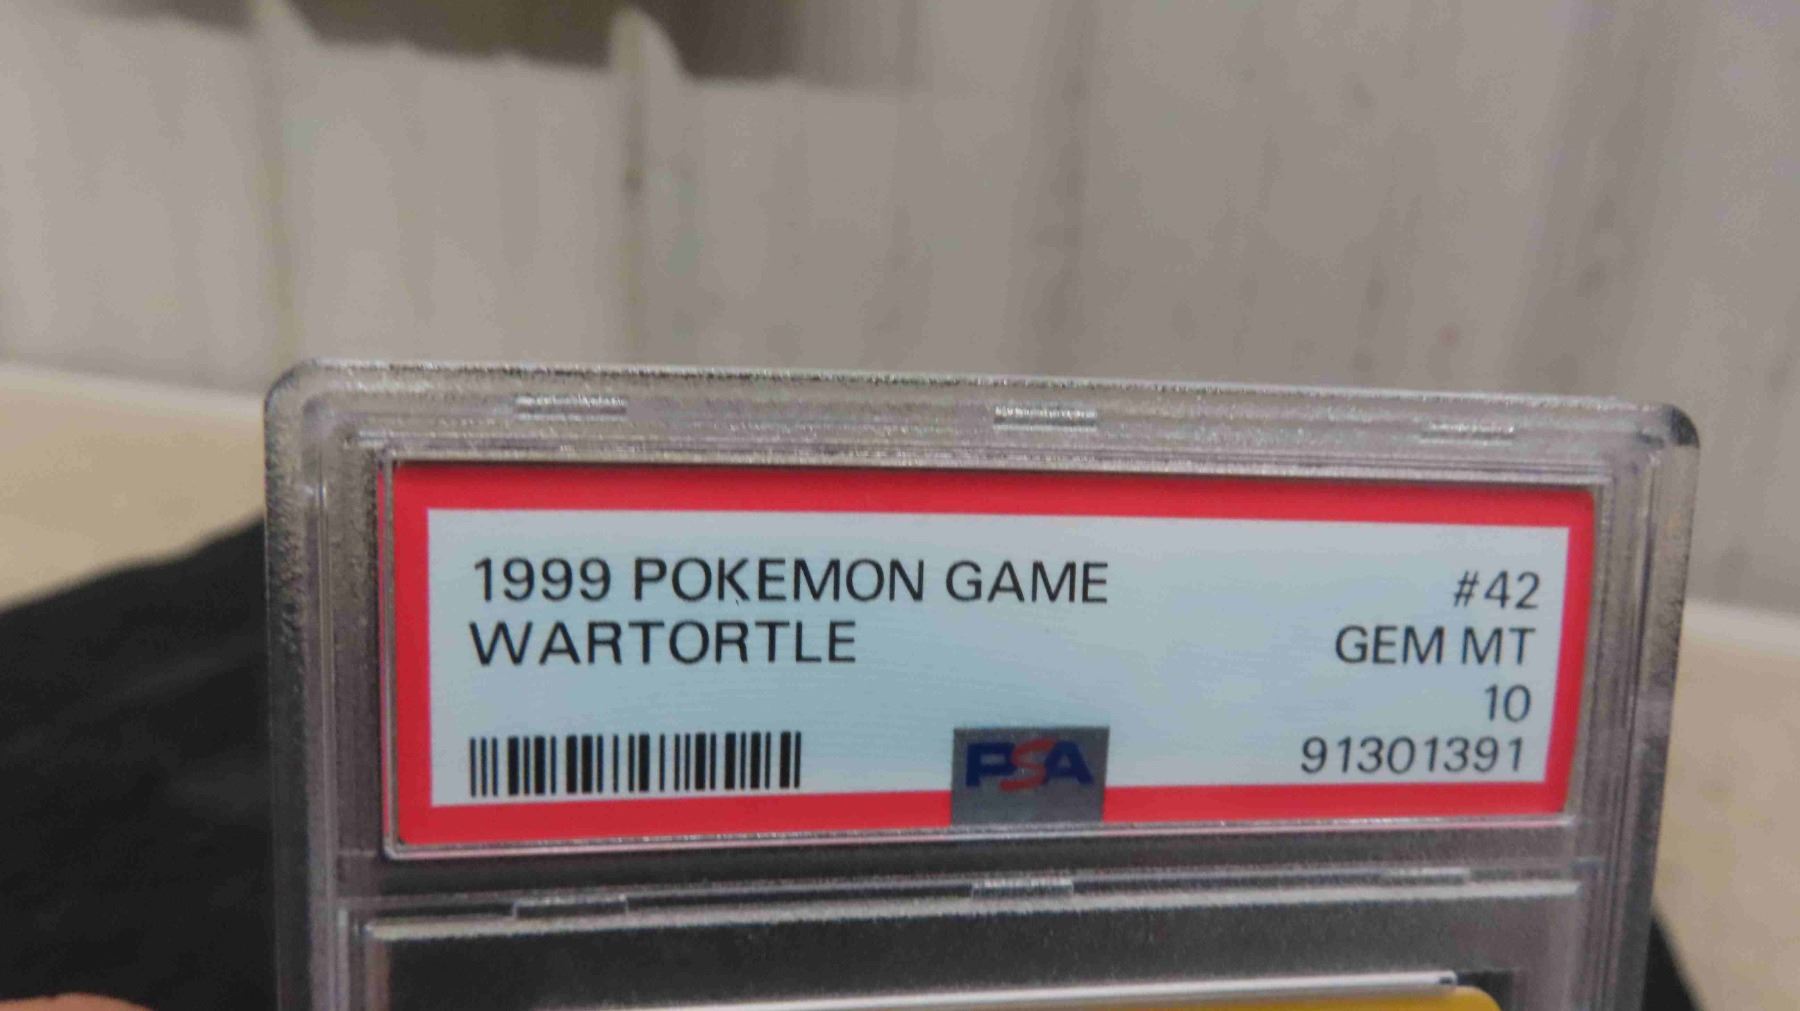 1999 POKEMON GAME #42
WARTORTLE GEM MT
10
PSA 91301391